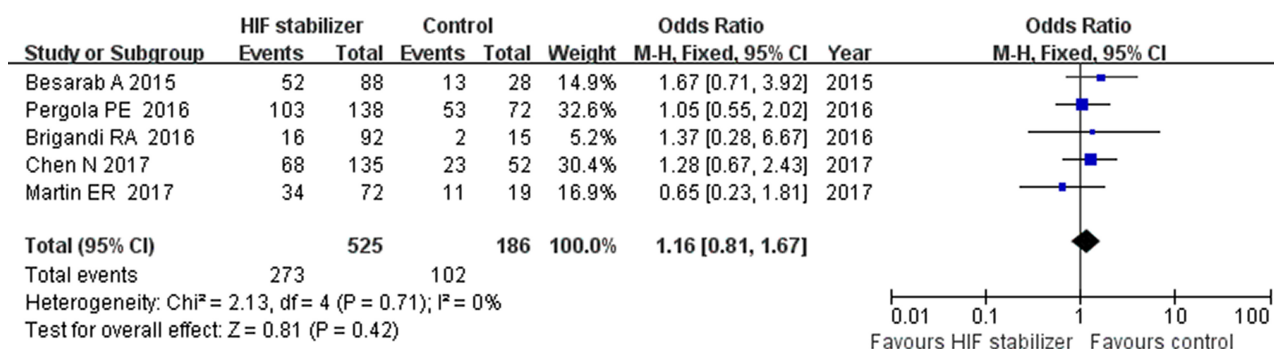 HIF stabilizer Control Odds Ratio Odds Ratio
Study or Subgroup Events Total Events Total Weight M-H, Fixed, 95% CI Year M-H, Fixed, 95% CI
Besarab A 2015 52 88 13 28 14.9% 1.67 [0.71, 3.92] 2015
Pergola PE 2016 103 138 53 72 32.6% 1.05 [0.55, 2.02] 2016
Brigandi RA 2016 16 92 2 15 5.2% 1.37 [0.28, 6.67] 2016
Chen N 2017 68 135 23 52 30.4% 1.28 [0.67, 2.43] 2017
Martin ER 2017 34 72 11 19 16.9% 0.65 [0.23, 1.81] 2017
Total (95% CI) 525 186 100.0% 1.16 [0.81, 1.67]
Total events 273 102
Heterogeneity: Chi² = 2.13, df = 4 (P = 0.71); I² = 0%
Test for overall effect: Z = 0.81 (P = 0.42)
0.01 0.1 1 10 100
Favours HIF stabilizer Favours control